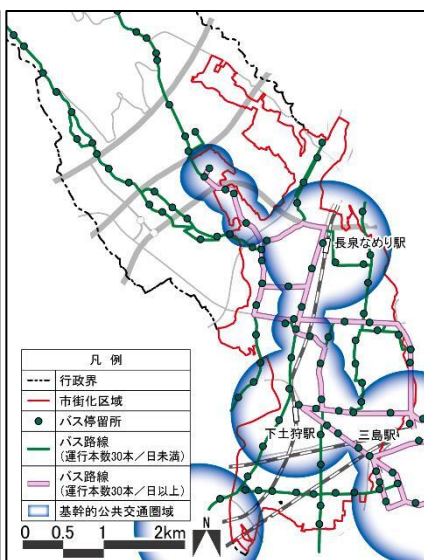 長泉なめり駅
下土狩駅
三島駅
凡 例
行政界
市街化区域
バス停留所
バス路線
(運行本数30本／日未満)
バス路線
(運行本数30本／日以上)
基幹的公共交通圏域
0 0.5 1 2km
N